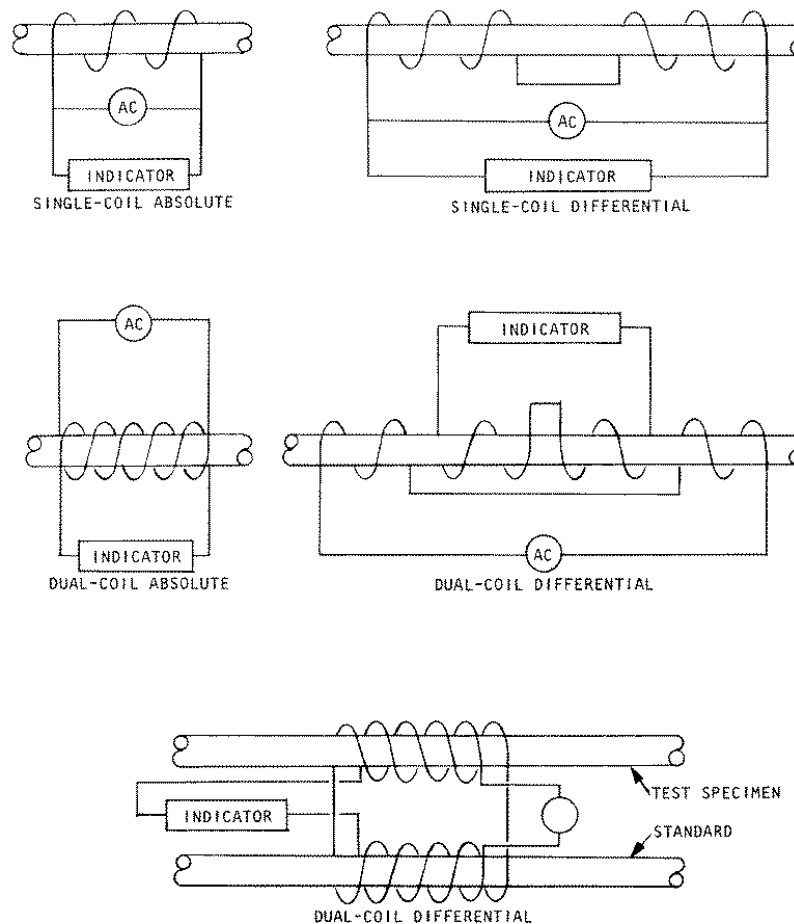 AC
INDICATOR
SINGLE-COIL ABSOLUTE
AC
INDICATOR
SINGLE-COIL DIFFERENTIAL
AC
INDICATOR
DUAL-COIL ABSOLUTE
INDICATOR
AC
DUAL-COIL DIFFERENTIAL
INDICATOR
TEST SPECIMEN
STANDARD
DUAL-COIL DIFFERENTIAL